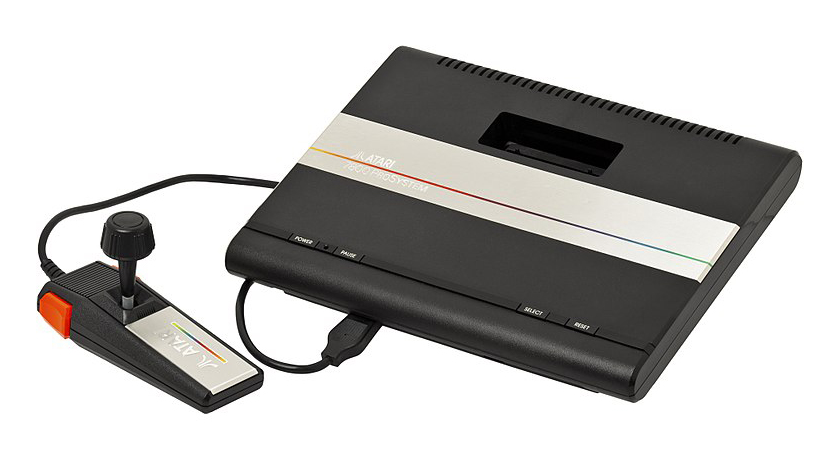 ATARI
7800 PROSYSTEM
POWER
PAUSE
SELECT
RESET
ATARI